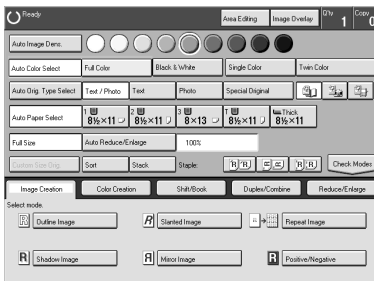 Ready Area Editing Image Overlay Q'ty 1 Copy 0
Auto Image Dens.
Auto Color Select Full Color Black & White Single Color Twin Color
Auto Orig. Type Select Text / Photo Text Photo Special Original
Auto Paper Select 1 8½×11 2 8½×11 3 8×13 T 8½×11 Thick 8½×11
Full Size Auto Reduce/Enlarge 100%
Custom Size Orig. Sort Stack Staple: Check Modes
Image Creation Color Creation Shift/Book Duplex/Combine Reduce/Enlarge
Select mode.
R Outline Image R Slanted Image R Repeat Image
R Shadow Image Я Mirror Image R Positive/Negative